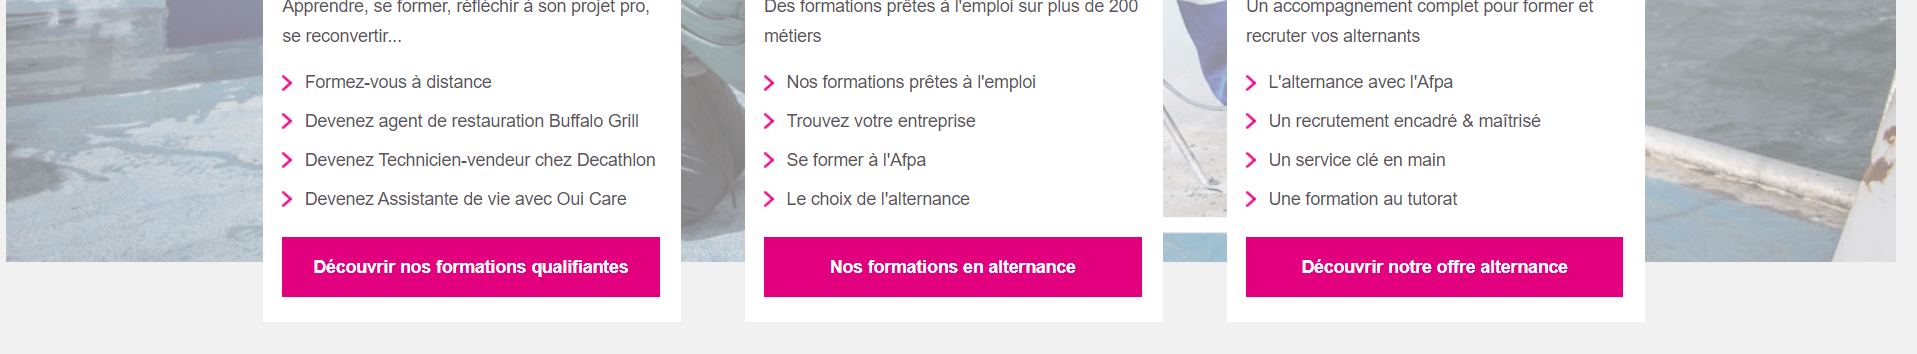 Apprendre, se former, réfléchir à son projet pro,
se reconvertir...
Formez-vous à distance
Devenez agent de restauration Buffalo Grill
Devenez Technicien-vendeur chez Decathlon
Devenez Assistante de vie avec Oui Care
Découvrir nos formations qualifiantes
Des formations prêtes à l'emploi sur plus de 200
métiers
Nos formations prêtes à l'emploi
Trouvez votre entreprise
Se former à l'Afpa
Le choix de l'alternance
Nos formations en alternance
Un accompagnement complet pour former et
recruter vos alternants
L'alternance avec l'Afpa
Un recrutement encadré & maîtrisé
Un service clé en main
Une formation au tutorat
Découvrir notre offre alternance